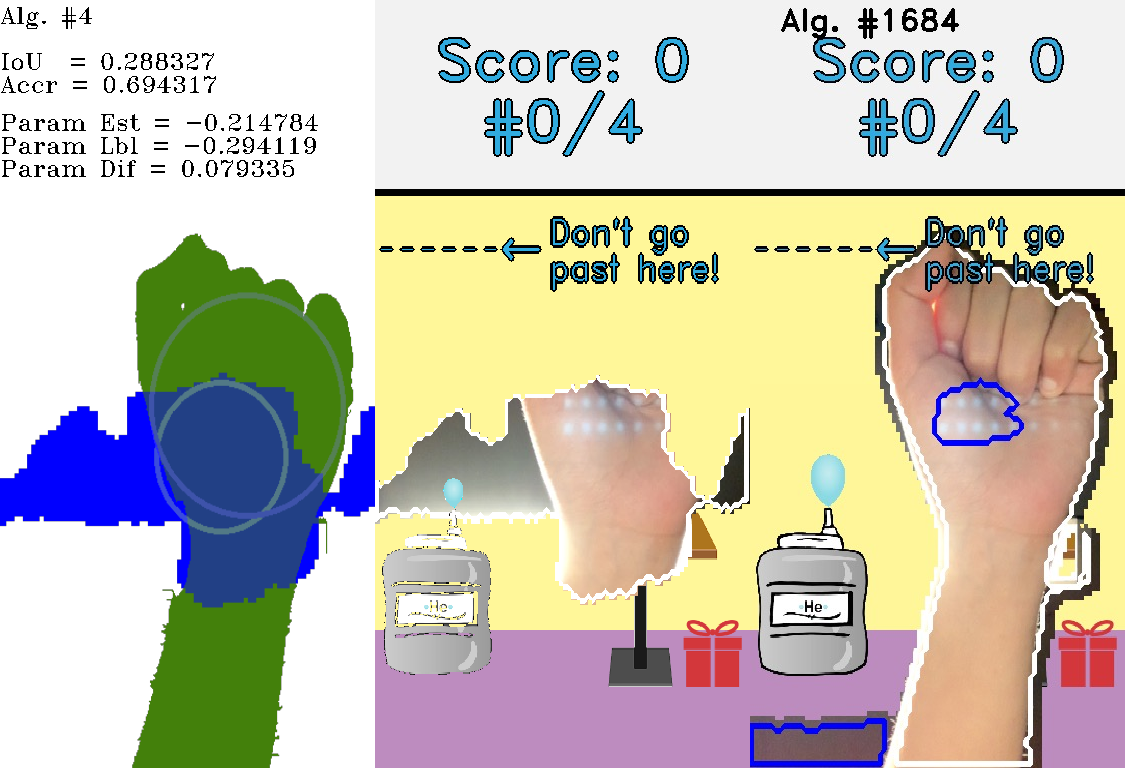 Alg. #4
IoU = 0.288327
Accr = 0.694317
Param Est = -0.214784
Param Lbl = -0.294119
Param Dif = 0.079335
Score: 0
#0/4
Don't go
past here!
He
Alg. #1684
Score: 0
#0/4
Don't go
past here!
He